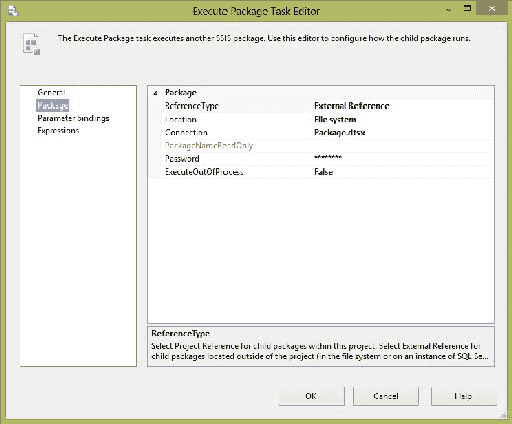 Execute Package Task Editor
The Execute Package task executes another SSIS package. Use this editor to configure how the child package runs.
General
Package
Parameter bindings
Expressions
Package
ReferenceType External Reference
Location File system
Connection Package.dtsx
PackageNameReadOnly
Password ********
ExecuteOutOfProcess False
ReferenceType
Select Project Reference for child packages within this project. Select External Reference for
child packages located outside of the project (in the file system or on an instance of SQL Se...
OK Cancel Help